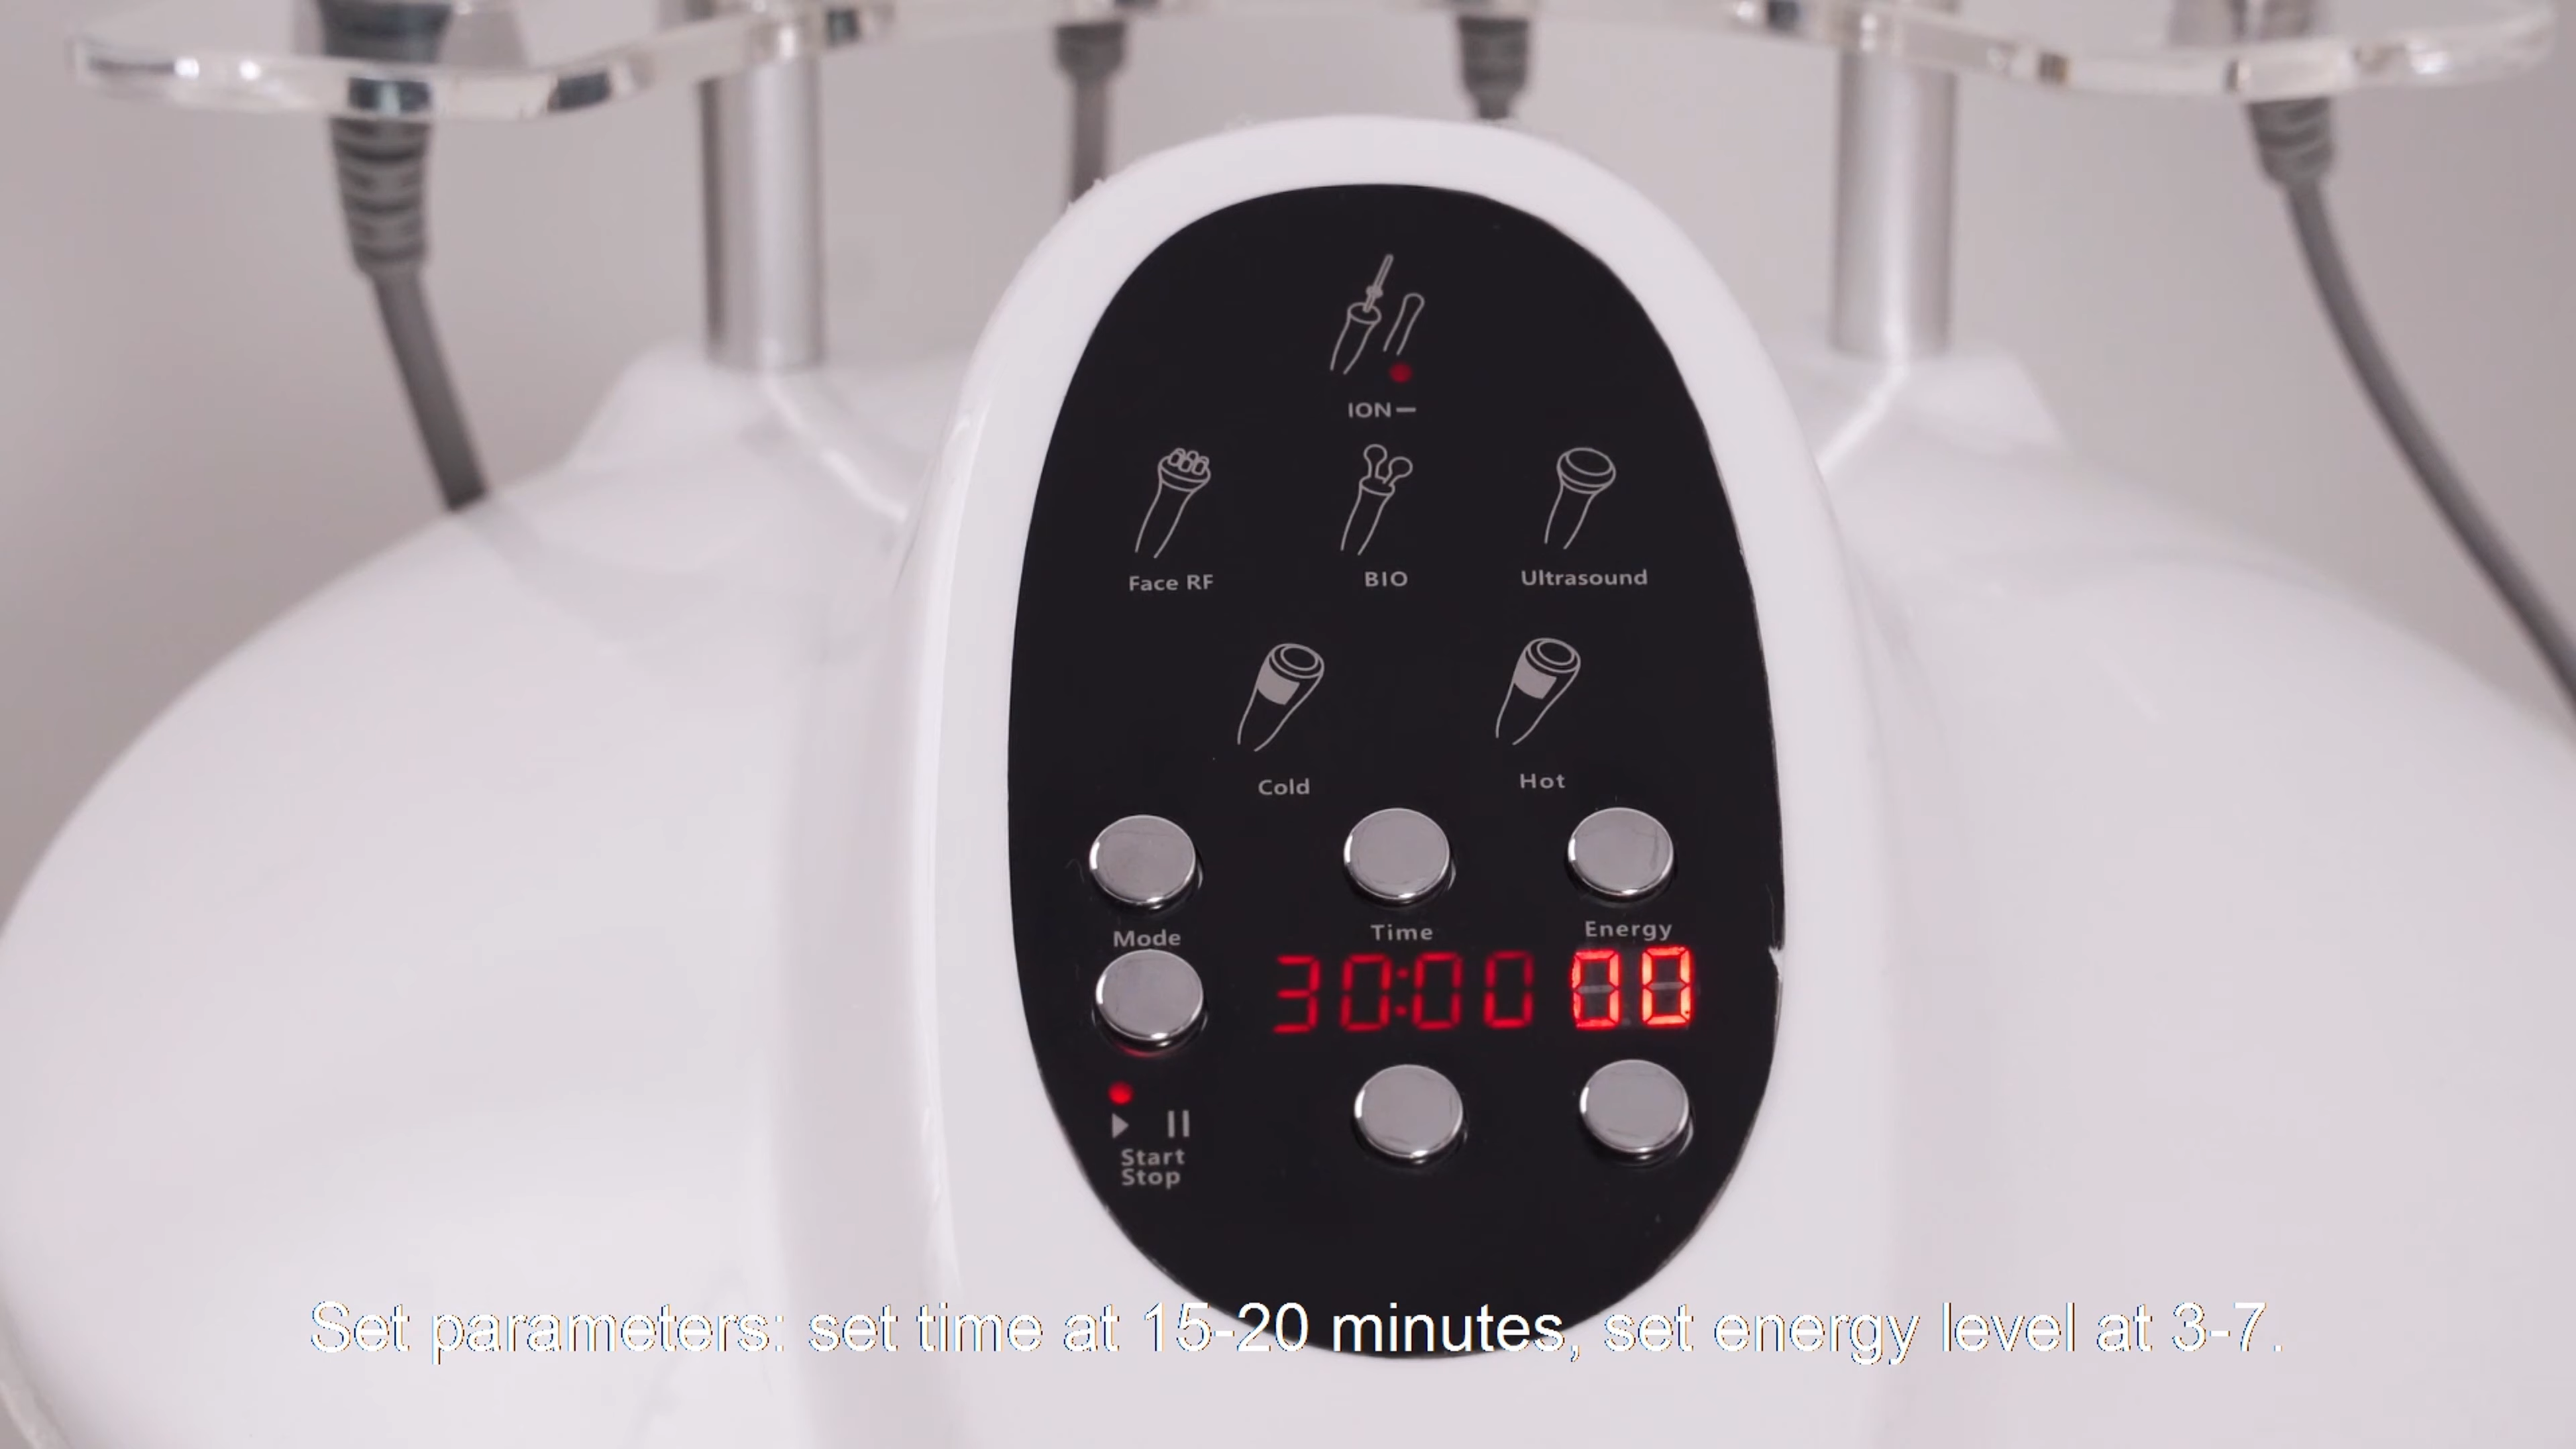 ION−
Face RF
BIO
Ultrasound
Cold
Hot
Mode
Time
Energy
30:00 00
Start
Stop
Set parameters: set time at 15-20 minutes, set energy level at 3-7.